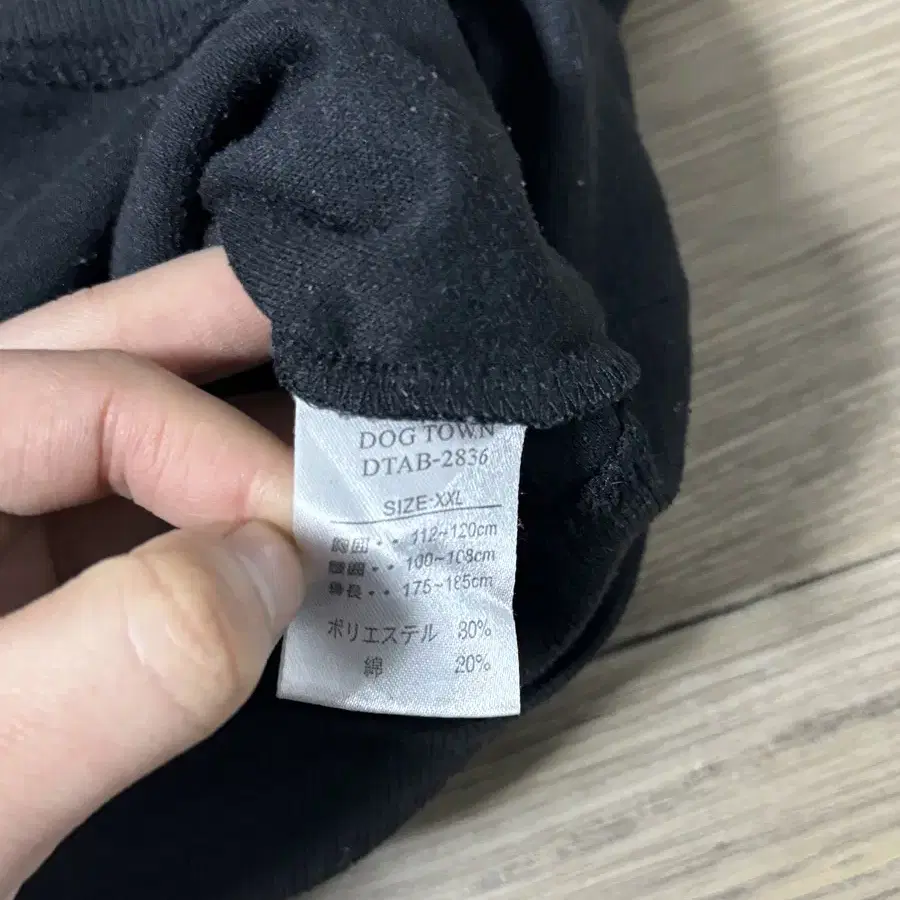 DOG TOWN
DTAB-2836
SIZE-XXL
胸囲・・112~120cm
腰囲・・100~108cm
身長・・175~185cm
ポリエステル 80%
綿 20%